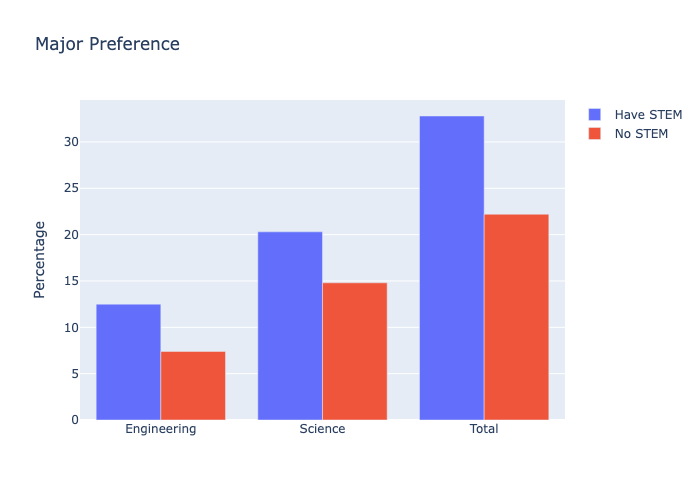 Major Preference
Have STEM
No STEM
Percentage
30
25
20
15
10
5
0
Engineering
Science
Total